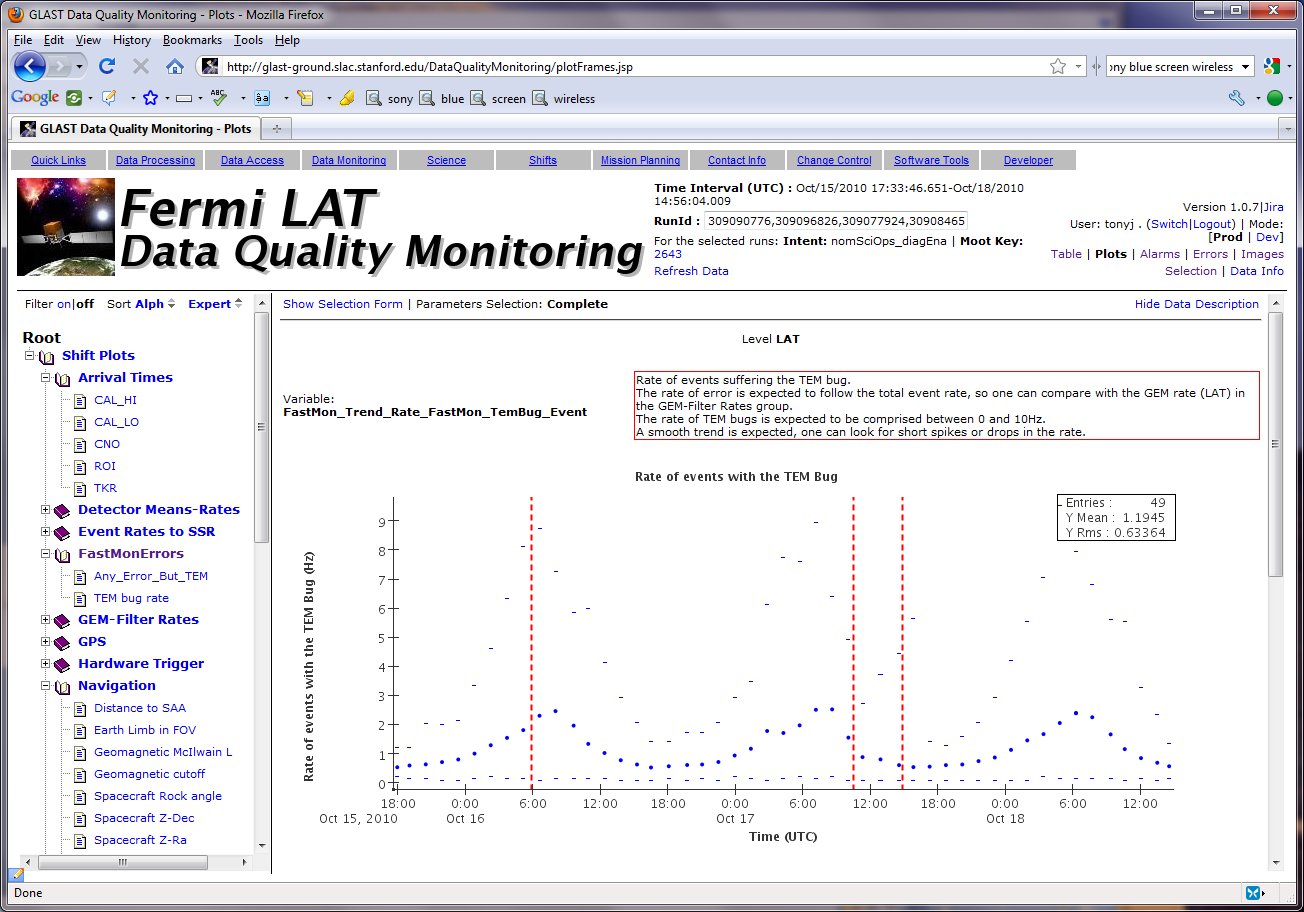 GLAST Data Quality Monitoring - Plots - Mozilla Firefox
File Edit View History Bookmarks Tools Help
http://glast-ground.slac.stanford.edu/DataQualityMonitoring/plotFrames.jsp
ony blue screen wireless
Google ABC aä sony blue screen wireless
GLAST Data Quality Monitoring - Plots
Quick Links Data Processing Data Access Data Monitoring Science Shifts Mission Planning Contact Info Change Control Software Tools Developer
Fermi LAT
Data Quality Monitoring
Time Interval (UTC) : Oct/15/2010 17:33:46.651-Oct/18/2010
14:56:04.009
RunId : 309090776,309096826,309077924,30908465
For the selected runs: Intent: nomSciOps_diagEna | Moot Key:
2643
Refresh Data
Version 1.0.7|Jira
User: tonyj . (Switch|Logout) | Mode:
[Prod | Dev]
Table | Plots | Alarms | Errors | Images
Selection | Data Info
Filter on|off Sort Alph Expert
Root
Shift Plots
Arrival Times
CAL_HI
CAL_LO
CNO
ROI
TKR
Detector Means-Rates
Event Rates to SSR
FastMonErrors
Any_Error_But_TEM
TEM bug rate
GEM-Filter Rates
GPS
Hardware Trigger
Navigation
Distance to SAA
Earth Limb in FOV
Geomagnetic McIlwain L
Geomagnetic cutoff
Spacecraft Rock angle
Spacecraft Z-Dec
Spacecraft Z-Ra
Show Selection Form | Parameters Selection: Complete
Hide Data Description
Level LAT
Variable:
FastMon_Trend_Rate_FastMon_TemBug_Event
Rate of events suffering the TEM bug.
The rate of error is expected to follow the total event rate, so one can compare with the GEM rate (LAT) in
the GEM-Filter Rates group.
The rate of TEM bugs is expected to be comprised between 0 and 10Hz.
A smooth trend is expected, one can look for short spikes or drops in the rate.
Rate of events with the TEM Bug
Entries : 49
Y Mean : 1.1945
Y Rms : 0.63364
Rate of events with the TEM Bug (Hz)
9
8
7
6
5
4
3
2
1
0
18:00 0:00 6:00 12:00 18:00 0:00 6:00 12:00 18:00 0:00 6:00 12:00
Oct 15, 2010 Oct 16 Oct 17 Oct 18
Time (UTC)
Done